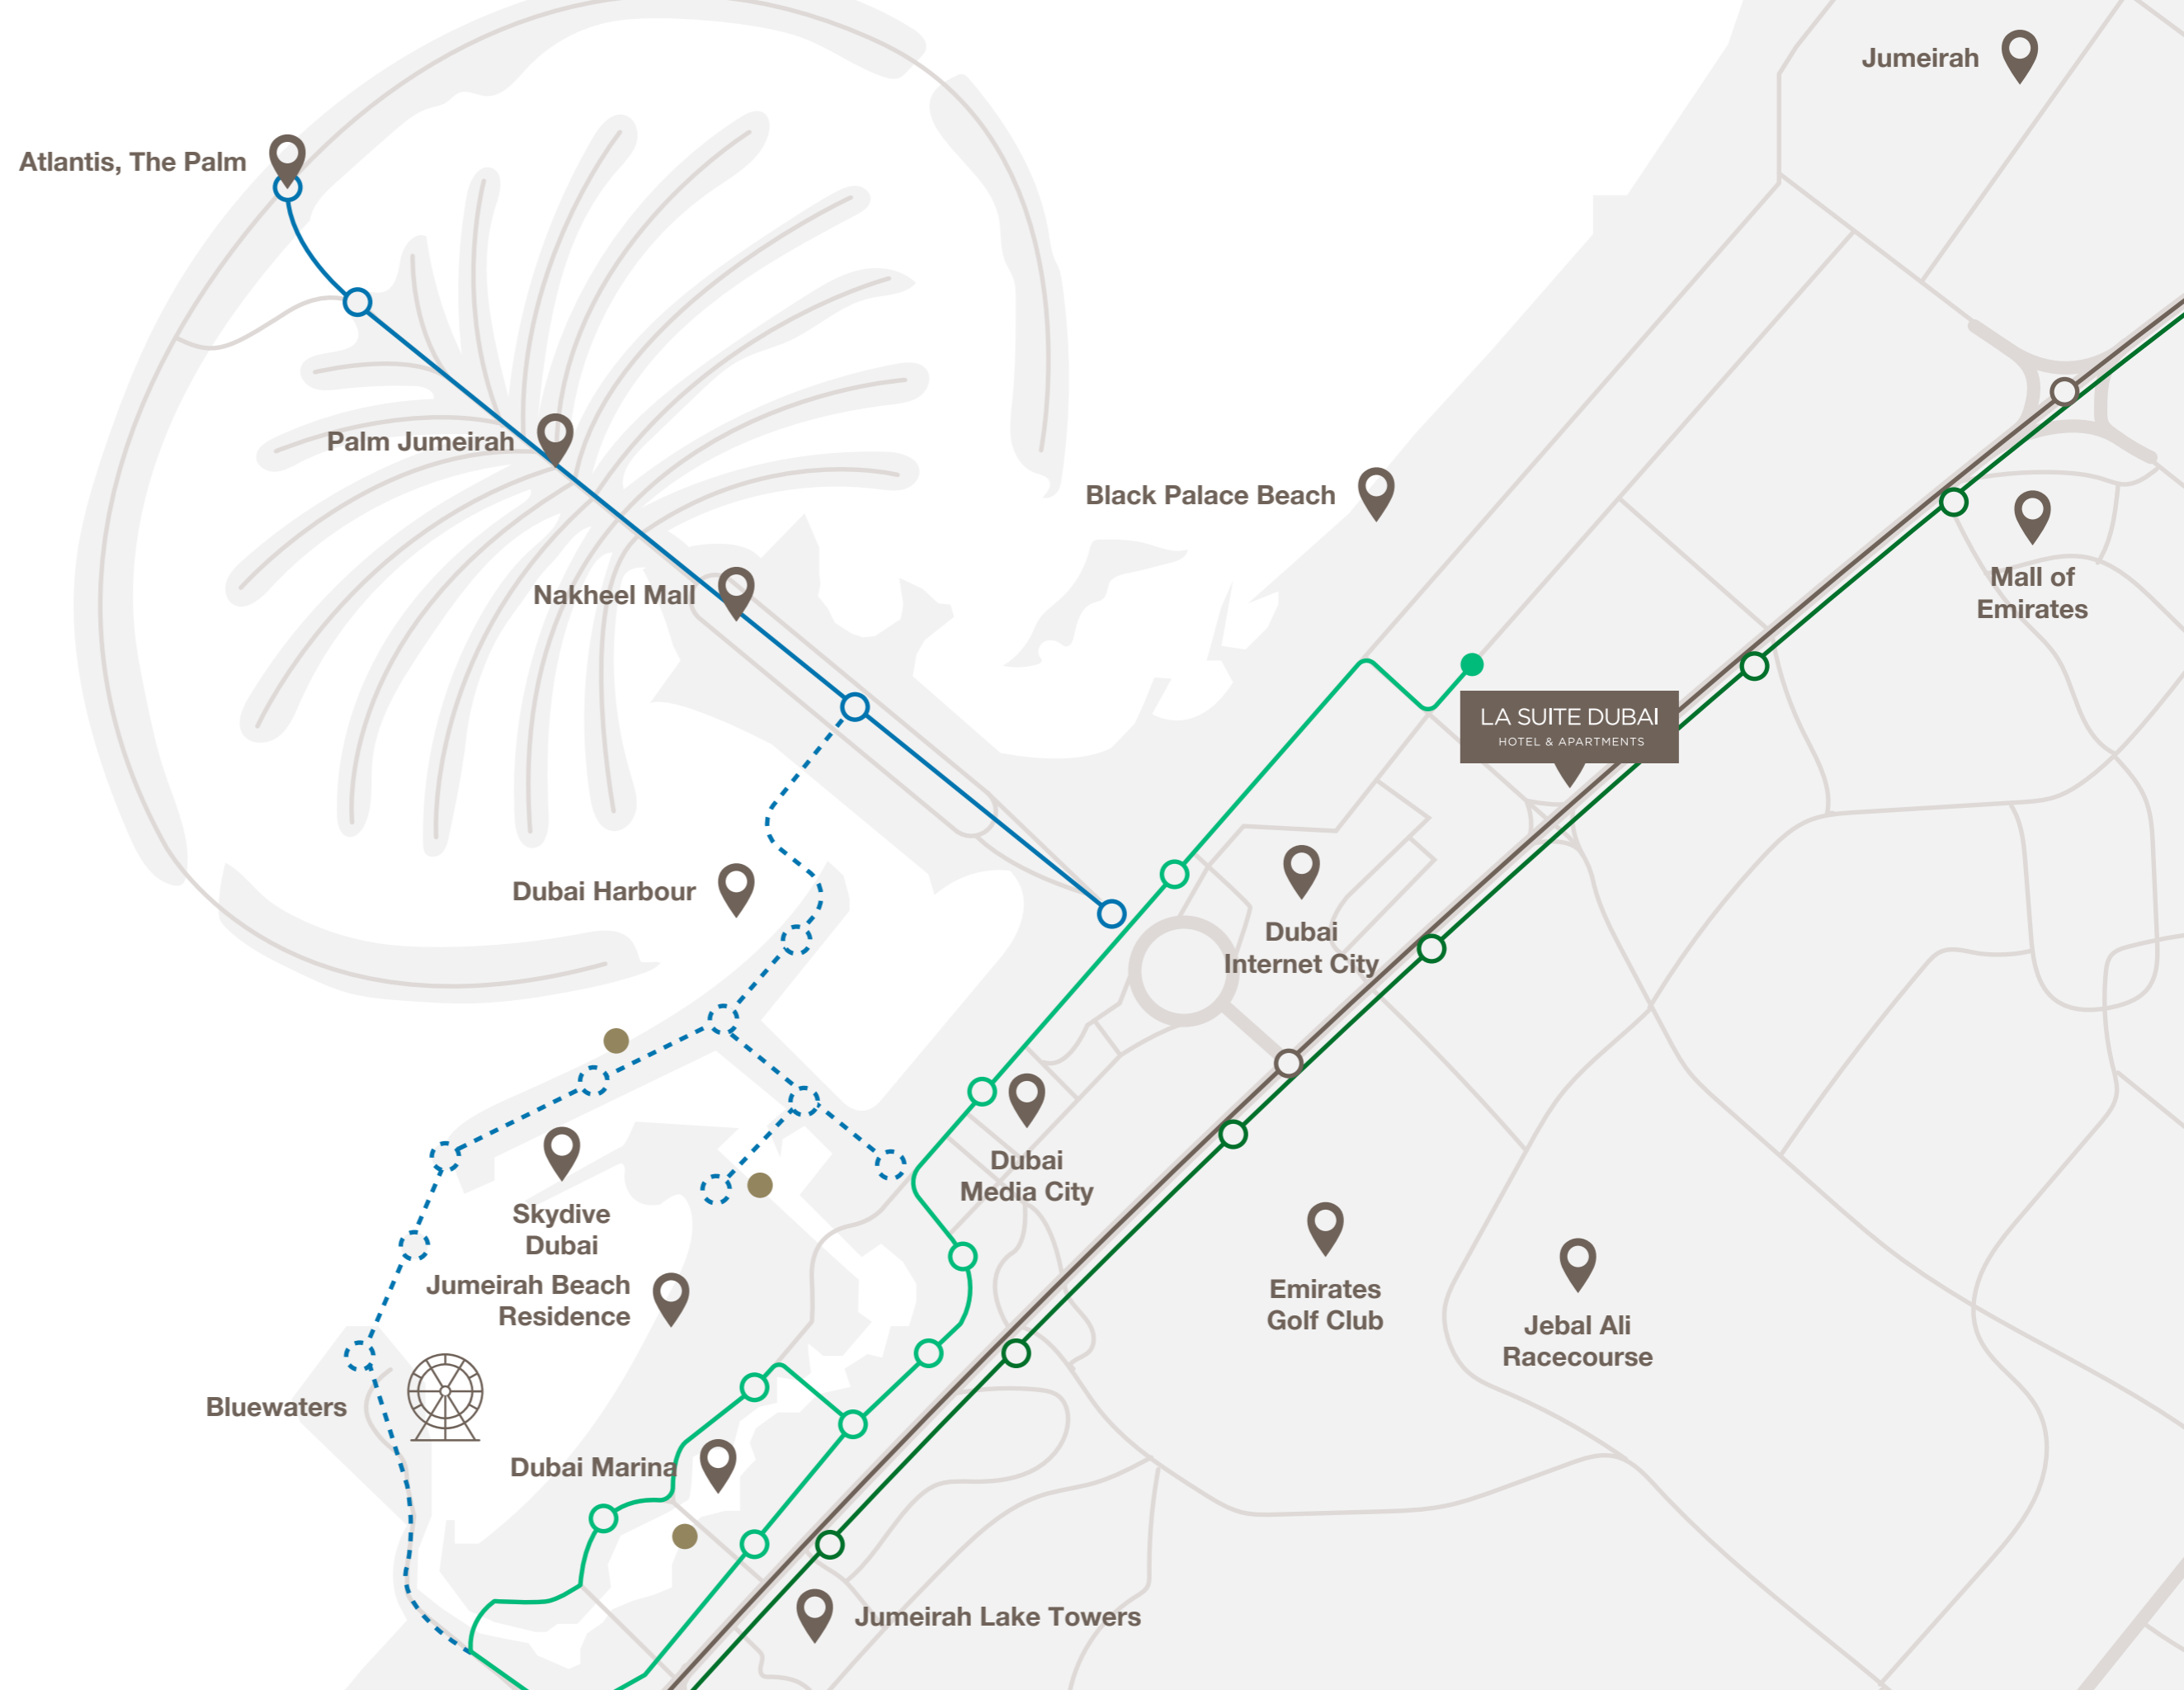 Jumeirah
Atlantis, The Palm
Palm Jumeirah
Black Palace Beach
Mall of
Emirates
Nakheel Mall
LA SUITE DUBAI
HOTEL & APARTMENTS
Dubai Harbour
Dubai
Internet City
Dubai
Media City
Skydive
Dubai
Jumeirah Beach
Residence
Emirates
Golf Club
Jebal Ali
Racecourse
Bluewaters
Dubai Marina
Jumeirah Lake Towers